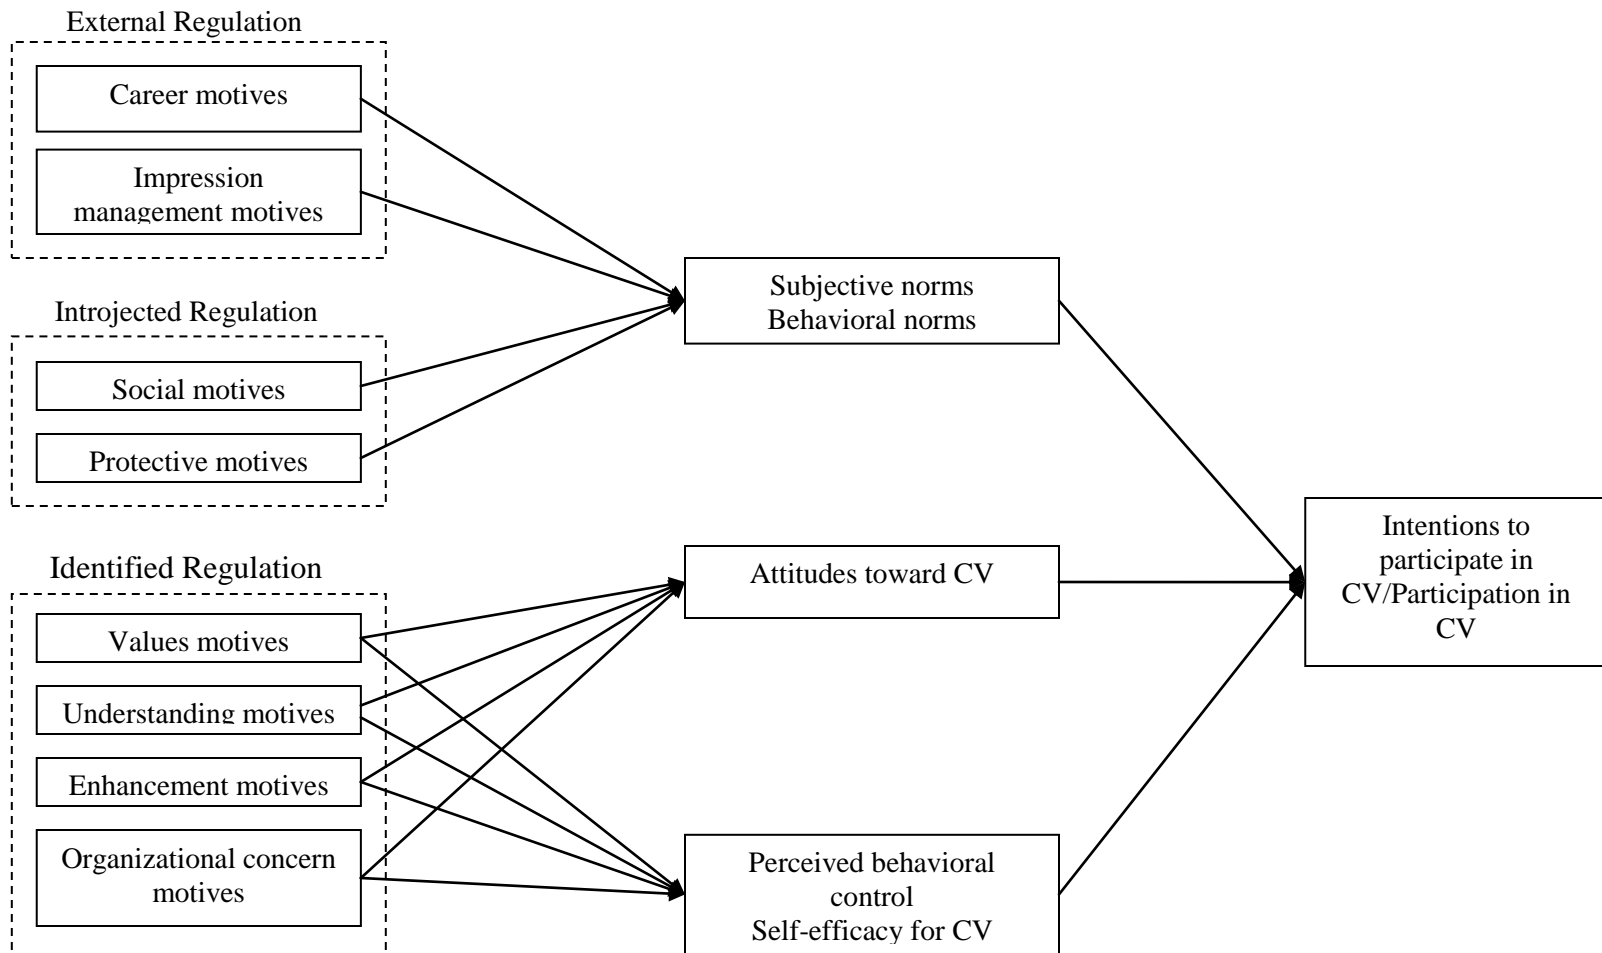 External Regulation
Career motives
Impression
management motives
Introjected Regulation
Social motives
Protective motives
Identified Regulation
Values motives
Understanding motives
Enhancement motives
Organizational concern
motives
Subjective norms
Behavioral norms
Attitudes toward CV
Perceived behavioral
control
Self-efficacy for CV
Intentions to
participate in
CV/Participation in
CV